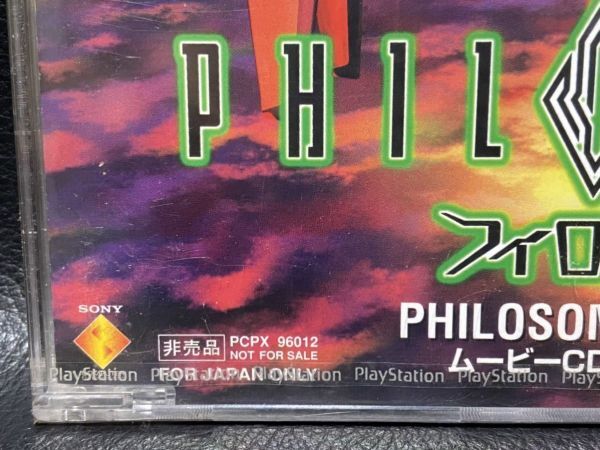 PHIL
フィロ
SONY
非売品 PCPX 96012
NOT FOR SALE
FOR JAPAN ONLY
PHILOSOM
ムービーCD
PlayStation PlayStation PlayStation PlayStation PlayStation PlayStation